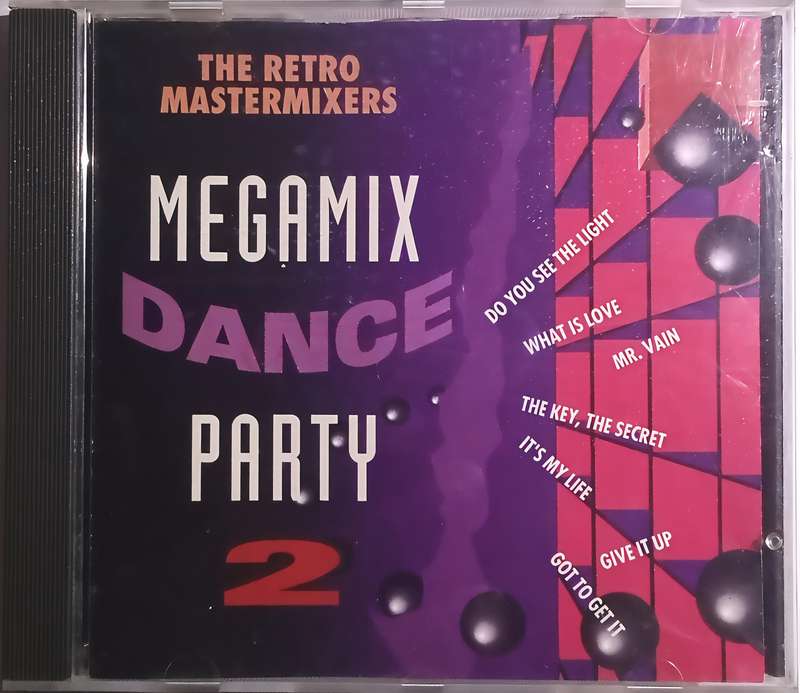 THE RETRO
MASTERMIXERS
MEGAMIX
DANCE
PARTY
2
DO YOU SEE THE LIGHT
WHAT IS LOVE
MR. VAIN
THE KEY, THE SECRET
IT'S MY LIFE
GIVE IT UP
GOT TO GET IT